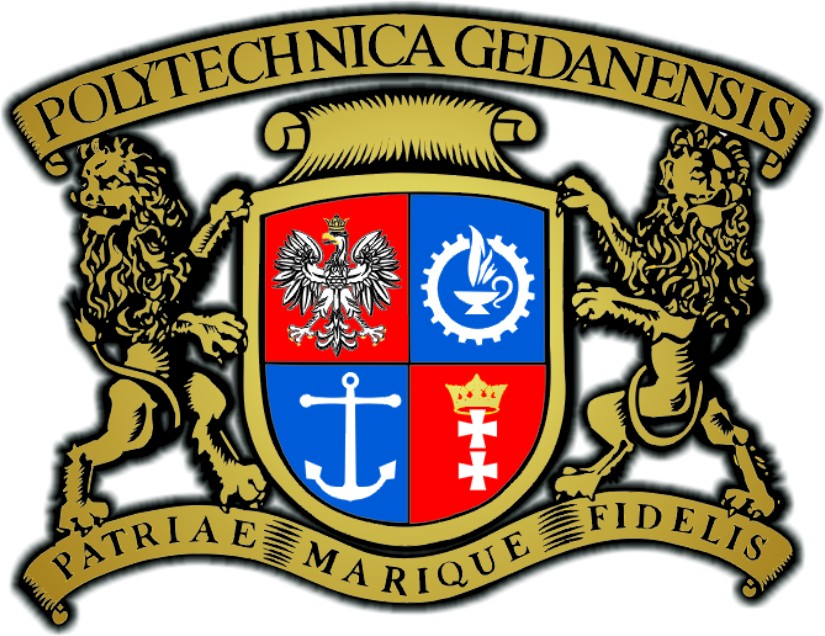 POLYTECHNICA GEDANENSIS
PATRIAE MARIQUE FIDELIS